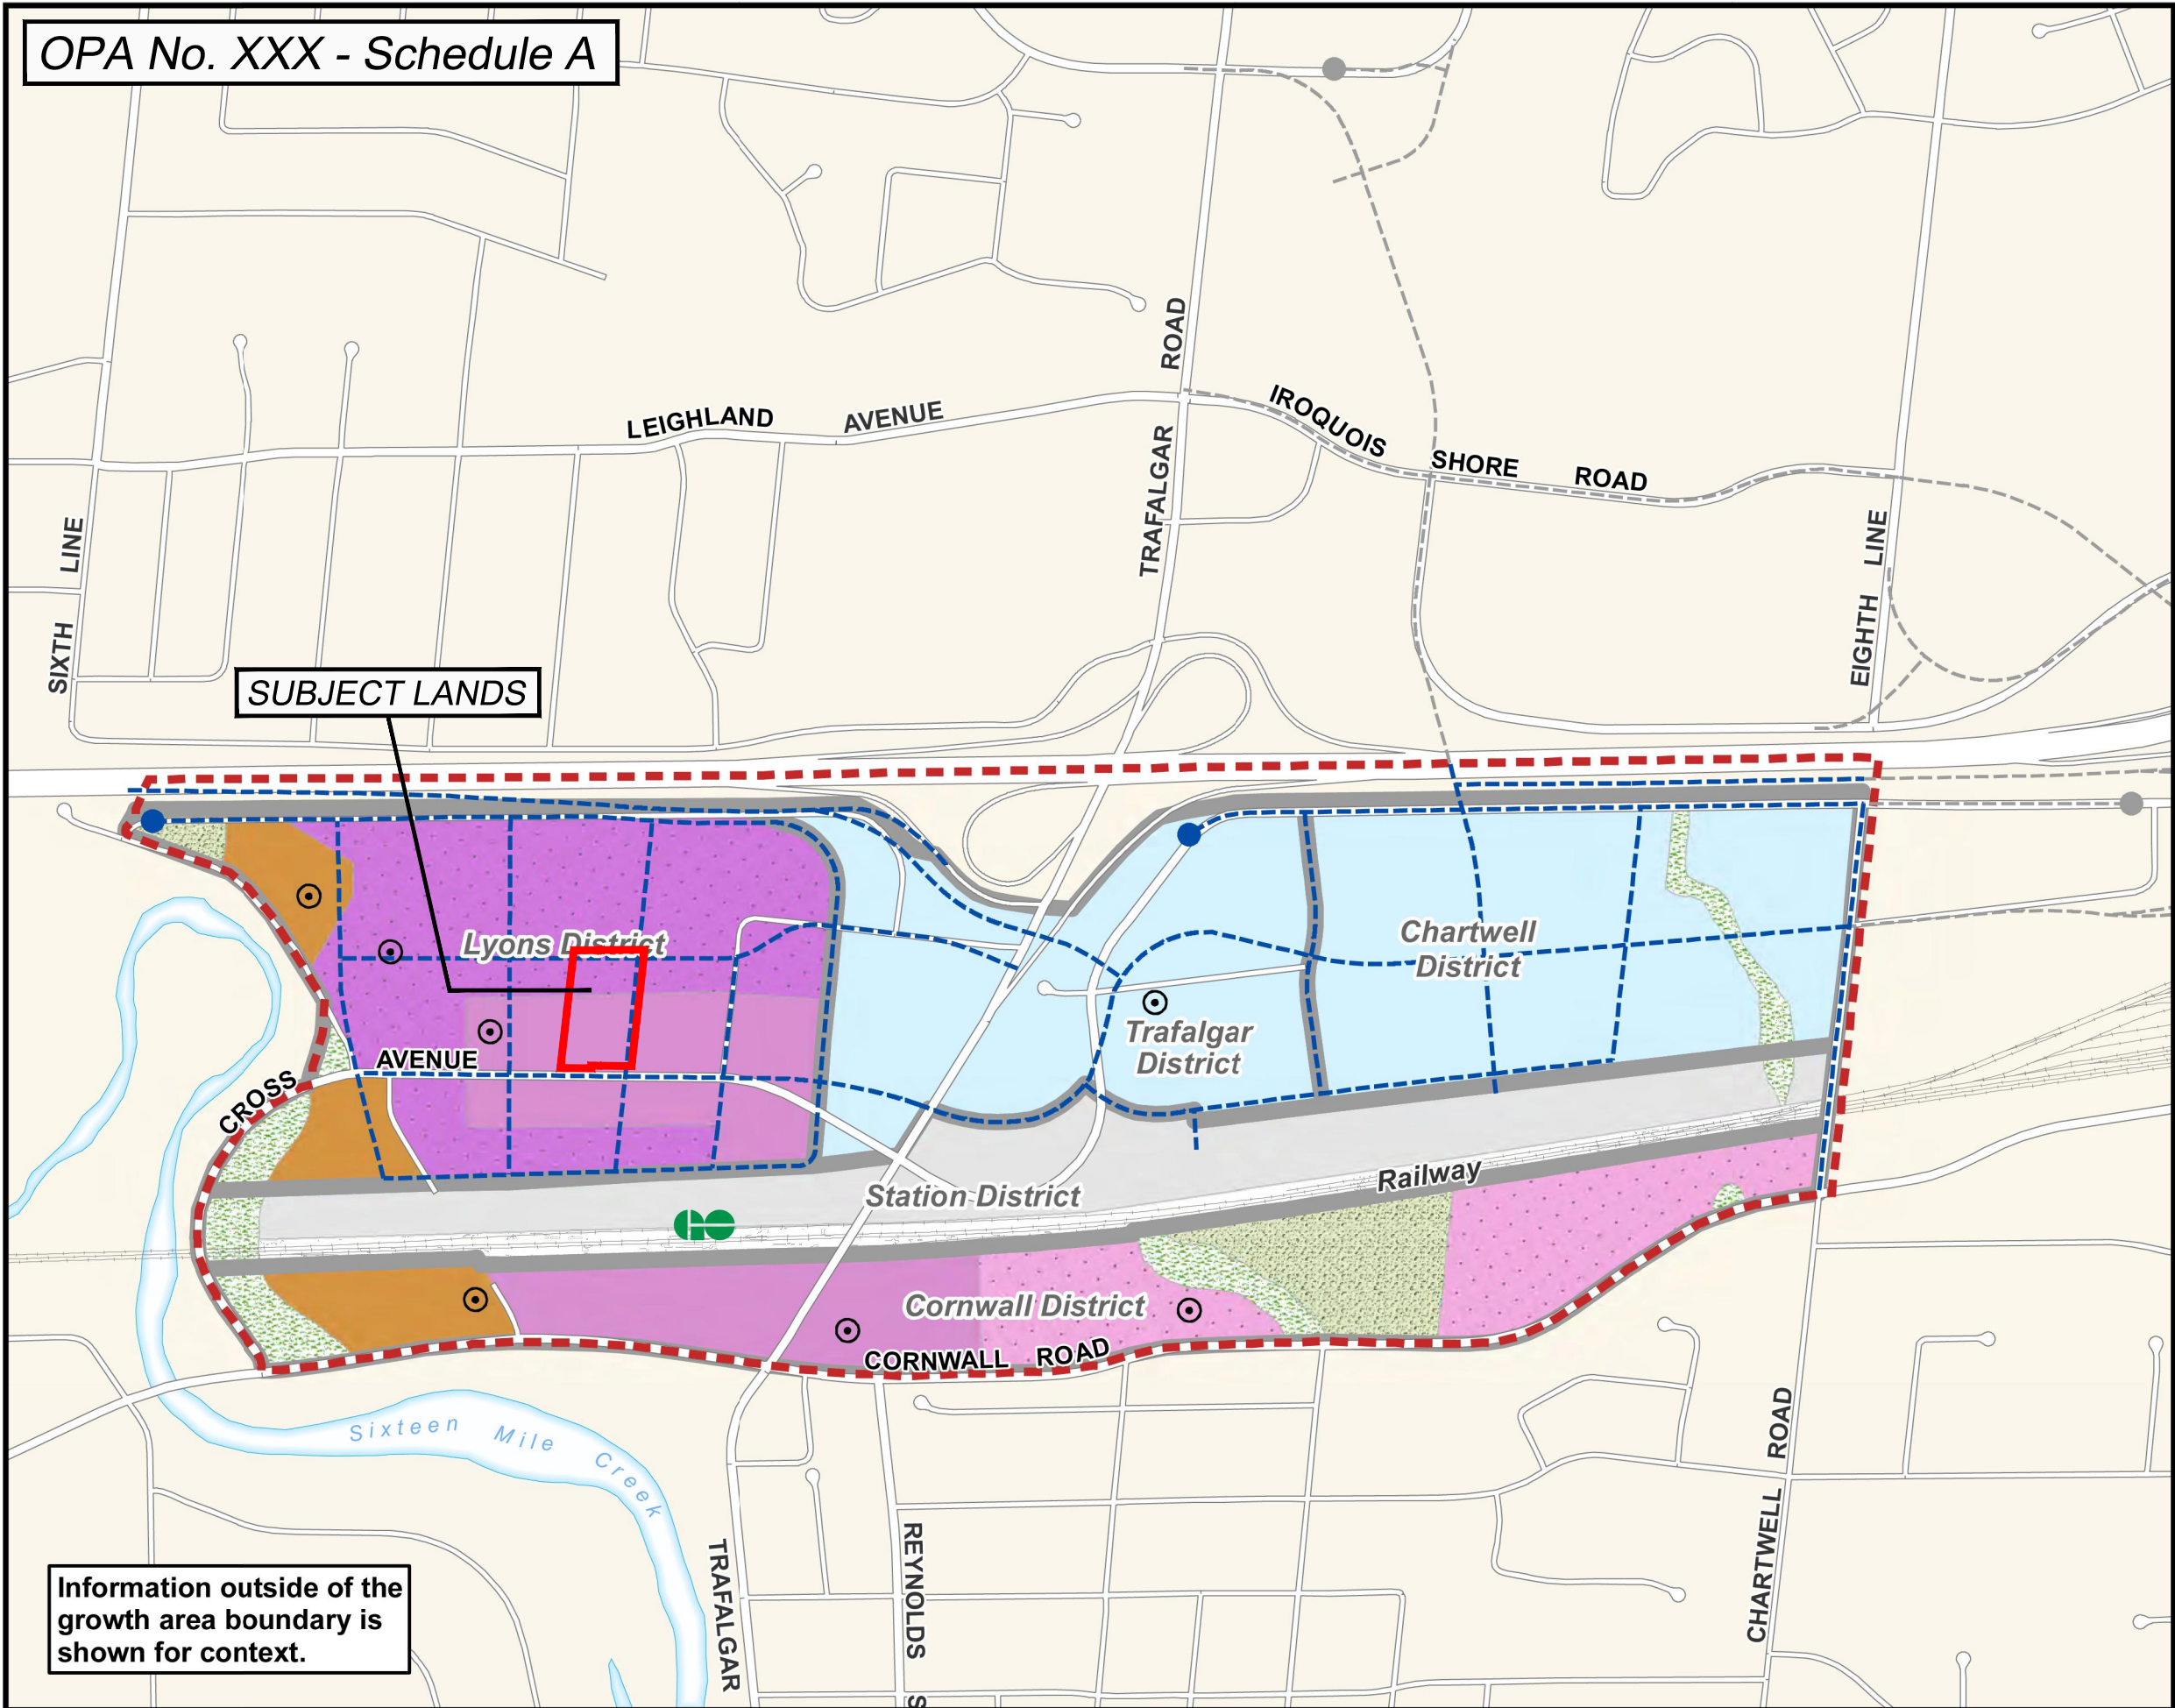 OPA No. XXX - Schedule A
ROAD
LEIGHLAND AVENUE
IROQUOIS SHORE ROAD
TRAFALGAR
SIXTH LINE
EIGHTH LINE
SUBJECT LANDS
Lyons District
Chartwell
District
Trafalgar
District
CROSS AVENUE
Railway
Station District
GO
Cornwall District
CORNWALL ROAD
Sixteen Mile Creek
TRAFALGAR
REYNOLDS S
CHARTWELL ROAD
Information outside of the
growth area boundary is
shown for context.